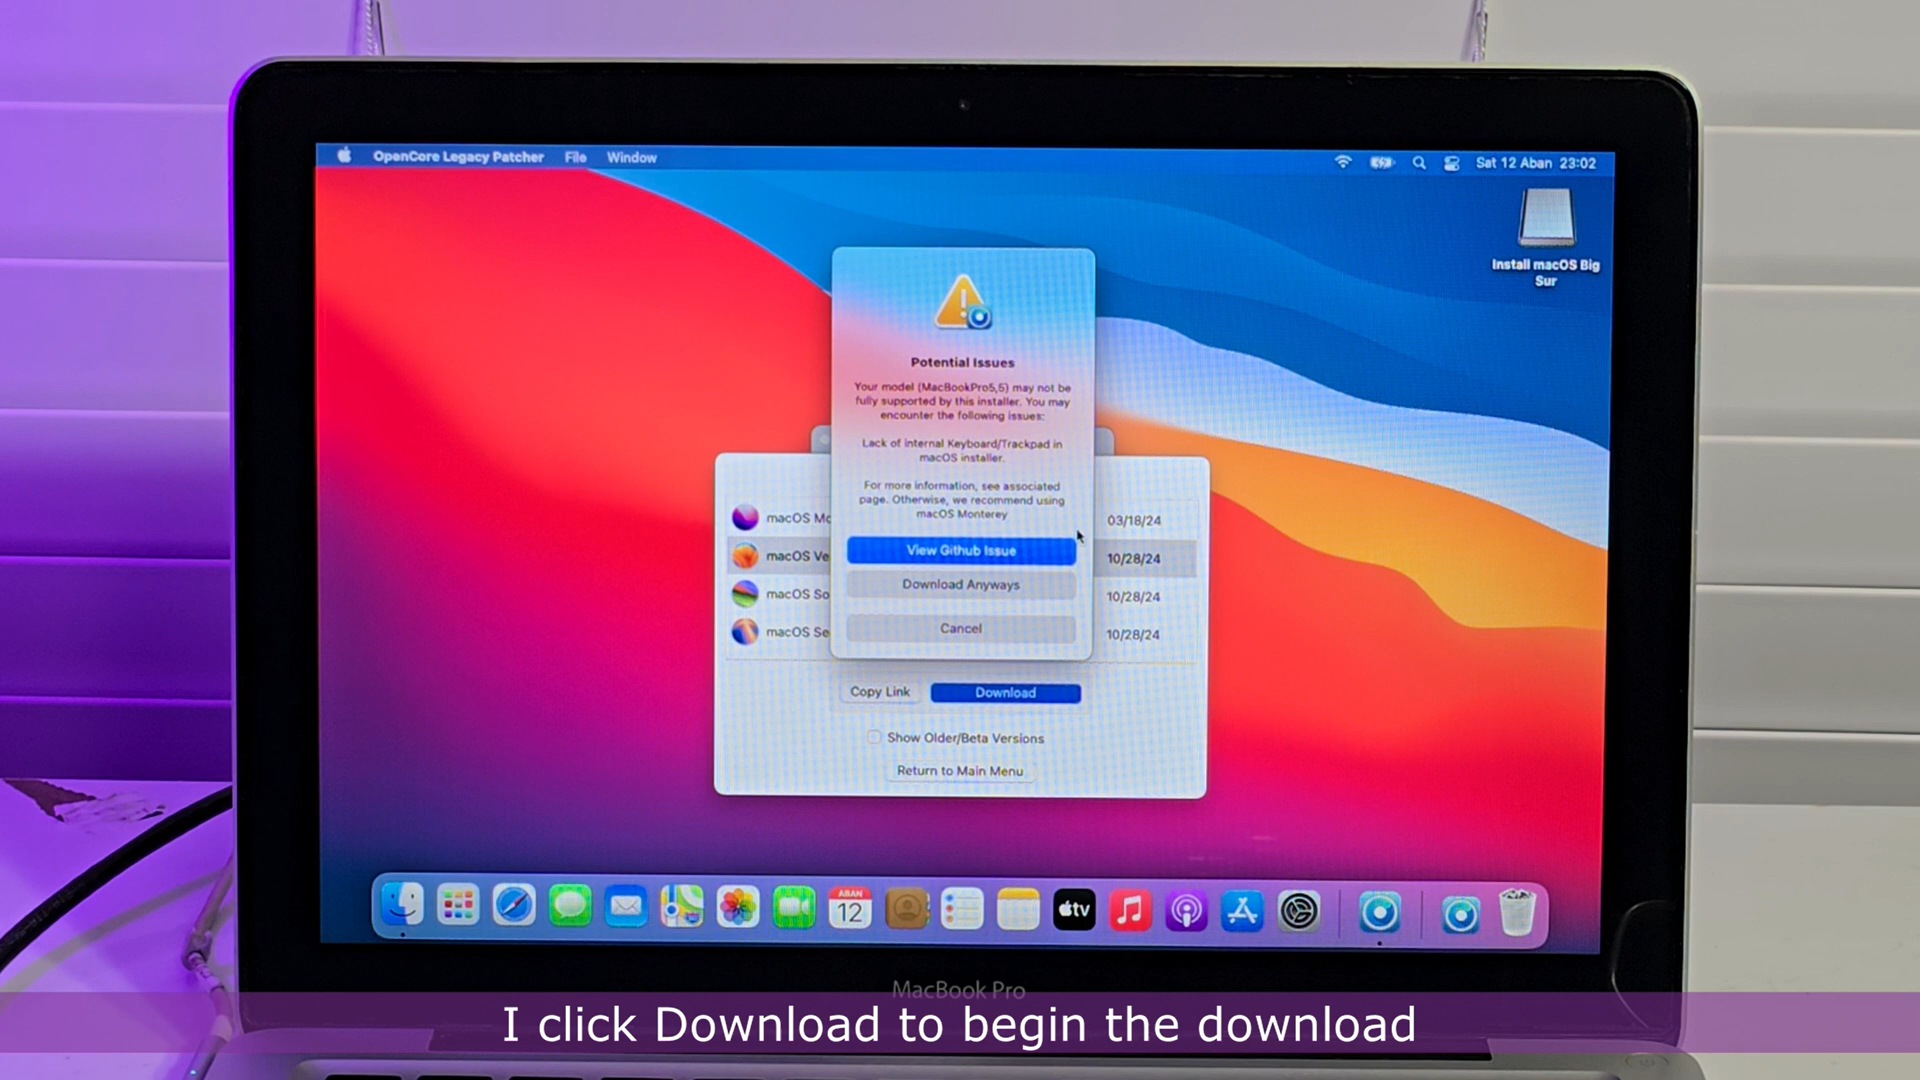 OpenCore Legacy Patcher File Window
Sat 12 Aban 23:02
Install macOS Big
Sur
Potential Issues
Your model (MacBookPro5,5) may not be
fully supported by this installer. You may
encounter the following issues:
Lack of internal Keyboard/Trackpad in
macOS installer.
For more information, see associated
page. Otherwise, we recommend using
macOS Monterey
View Github Issue
Download Anyways
Cancel
macOS Mo 03/18/24
macOS Ve 10/28/24
macOS So 10/28/24
macOS Se 10/28/24
Copy Link Download
Show Older/Beta Versions
Return to Main Menu
ABAN
12
tv
MacBook Pro
I click Download to begin the download